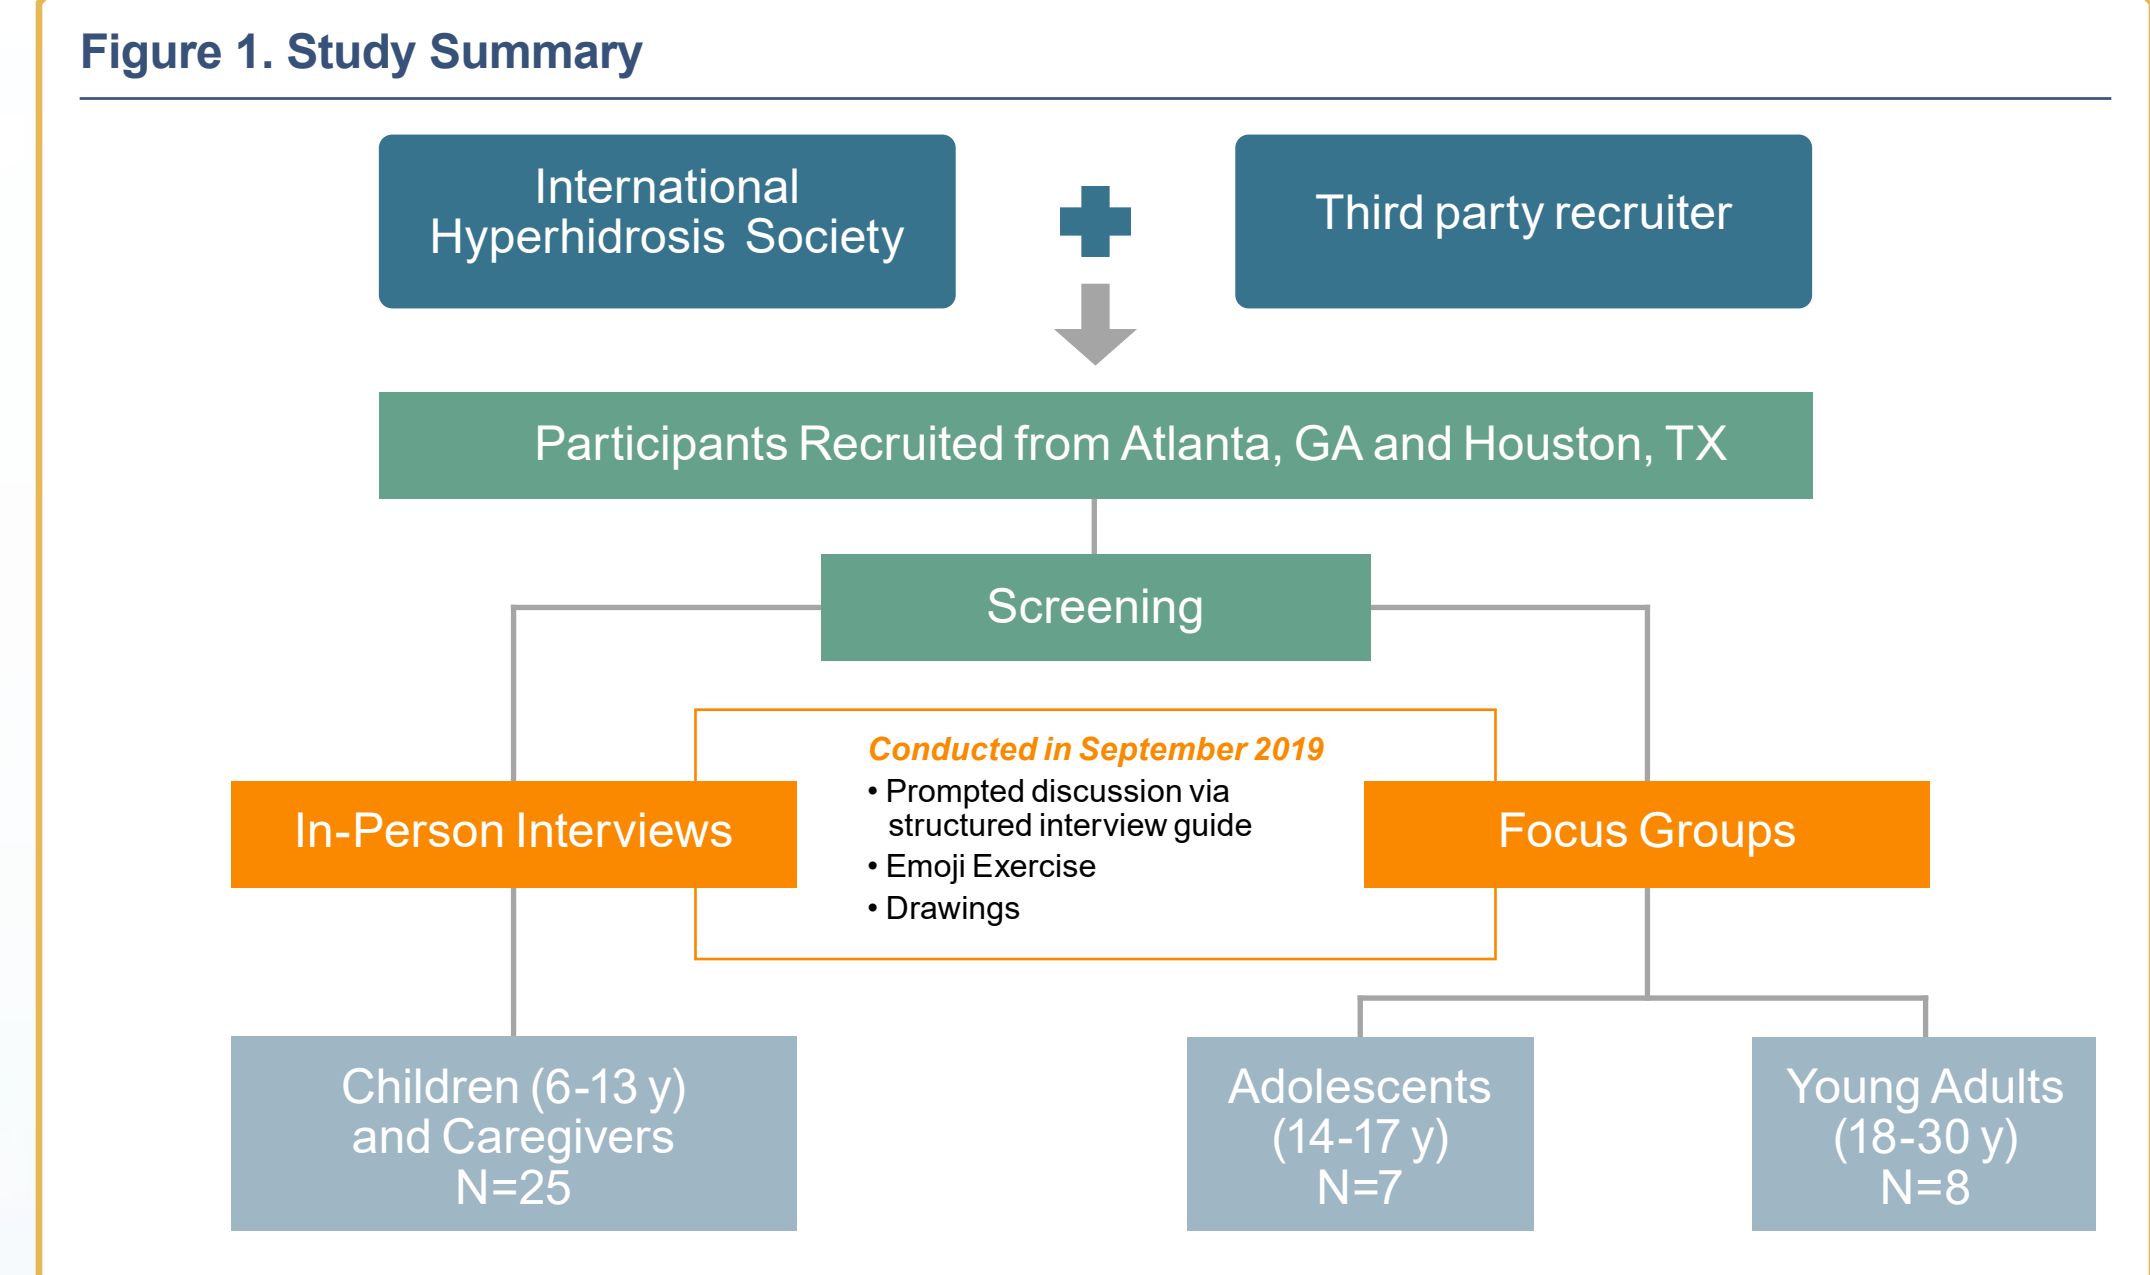 Figure 1. Study Summary
International
Hyperhidrosis Society
Third party recruiter
Participants Recruited from Atlanta, GA and Houston, TX
Screening
Conducted in September 2019
• Prompted discussion via
structured interview guide
• Emoji Exercise
• Drawings
In-Person Interviews
Focus Groups
Children (6-13 y)
and Caregivers
N=25
Adolescents
(14-17 y)
N=7
Young Adults
(18-30 y)
N=8